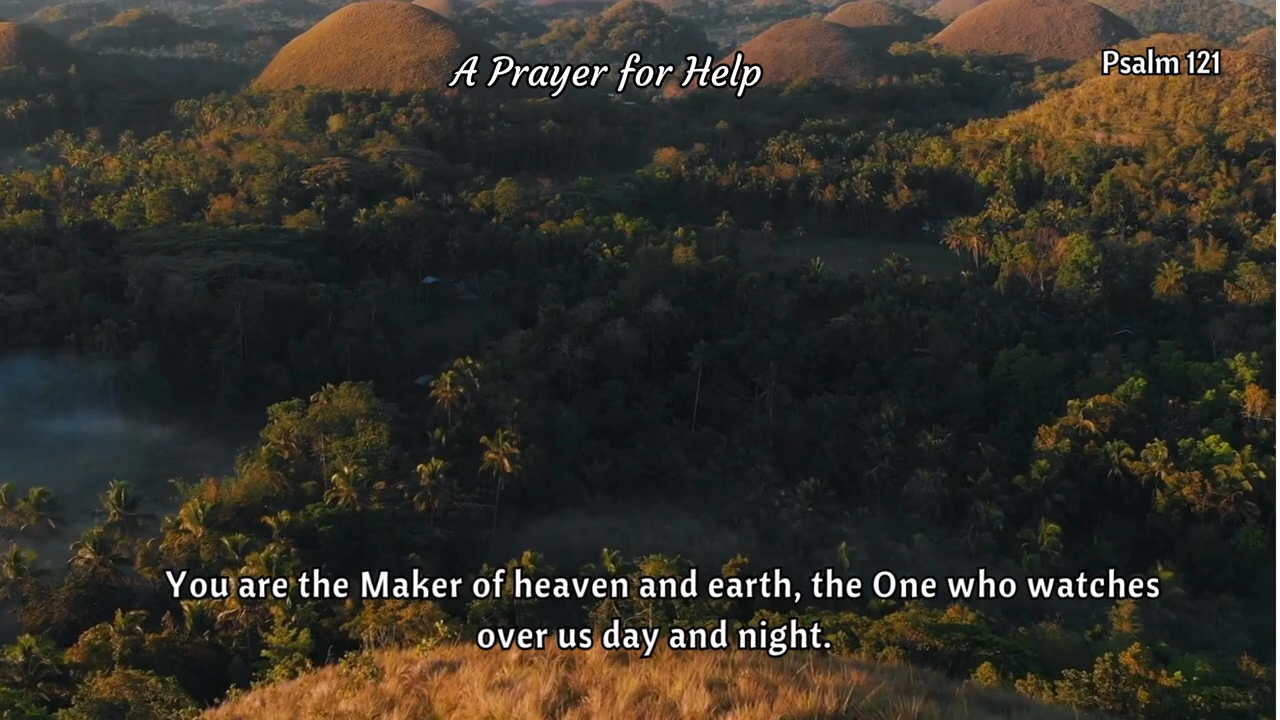 A Prayer for Help
Psalm 121
You are the Maker of heaven and earth, the One who watches
over us day and night.